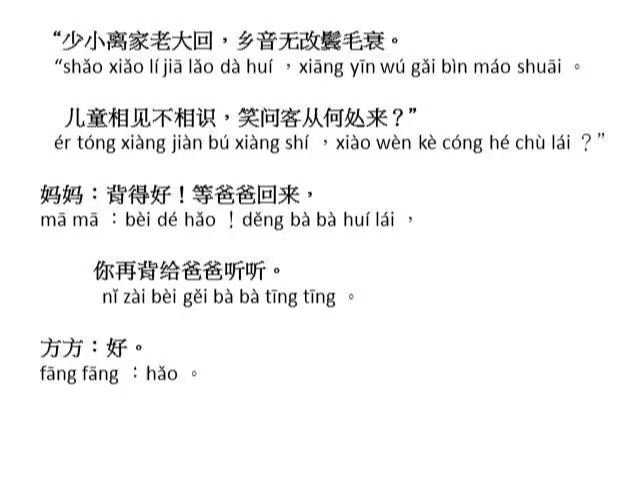 “少小离家老大回，乡音无改鬓毛衰。
“shǎo xiǎo lí jiā lǎo dà huí ，xiāng yīn wú gǎi bìn máo shuāi 。
儿童相见不相识，笑问客从何处来？”
ér tóng xiàng jiàn bú xiàng shí ，xiào wèn kè cóng hé chù lái ？”
妈妈：背得好！等爸爸回来，
mā mā ：bèi dé hǎo ！děng bà bà huí lái ，
你再背给爸爸听听。
nǐ zài bèi gěi bà bà tīng tīng 。
方方：好。
fāng fāng ：hǎo 。